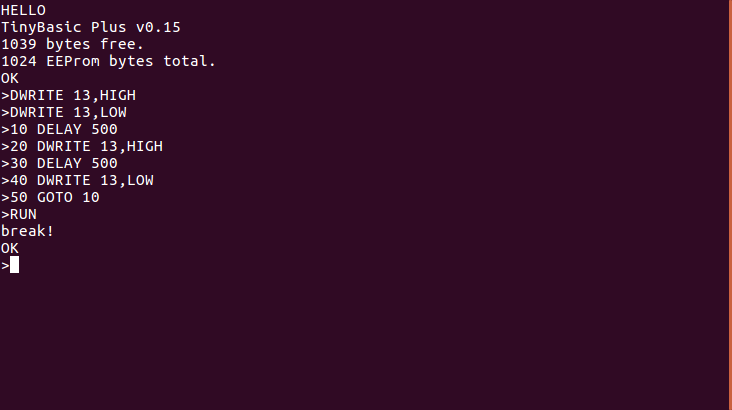 HELLO
TinyBasic Plus v0.15
1039 bytes free.
1024 EEProm bytes total.
OK
>DWRITE 13,HIGH
>DWRITE 13,LOW
>10 DELAY 500
>20 DWRITE 13,HIGH
>30 DELAY 500
>40 DWRITE 13,LOW
>50 GOTO 10
>RUN
break!
OK
>